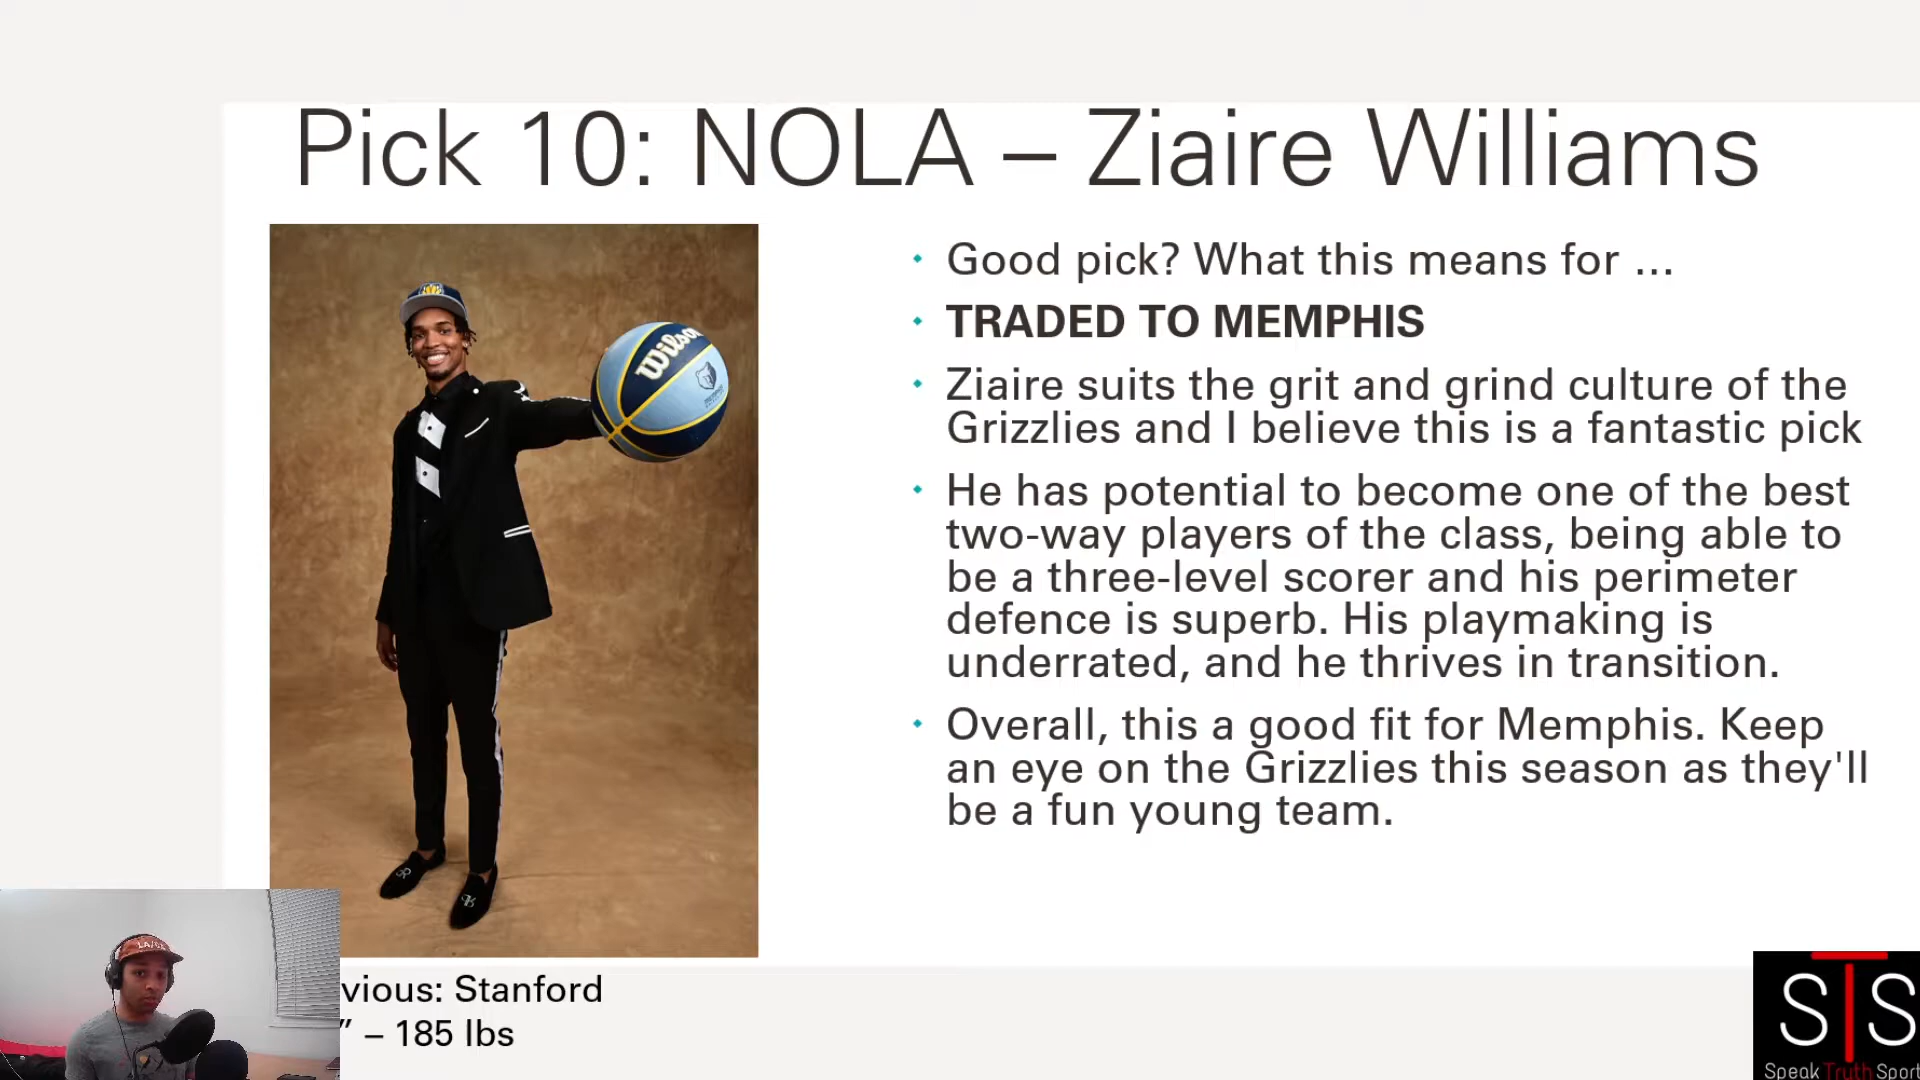 Pick 10: NOLA – Ziaire Williams
Good pick? What this means for ...
TRADED TO MEMPHIS
Ziaire suits the grit and grind culture of the
Grizzlies and I believe this is a fantastic pick
He has potential to become one of the best
two-way players of the class, being able to
be a three-level scorer and his perimeter
defence is superb. His playmaking is
underrated, and he thrives in transition.
Overall, this a good fit for Memphis. Keep
an eye on the Grizzlies this season as they'll
be a fun young team.
Wilson
vious: Stanford
” – 185 lbs
STS
Speak Truth Sport